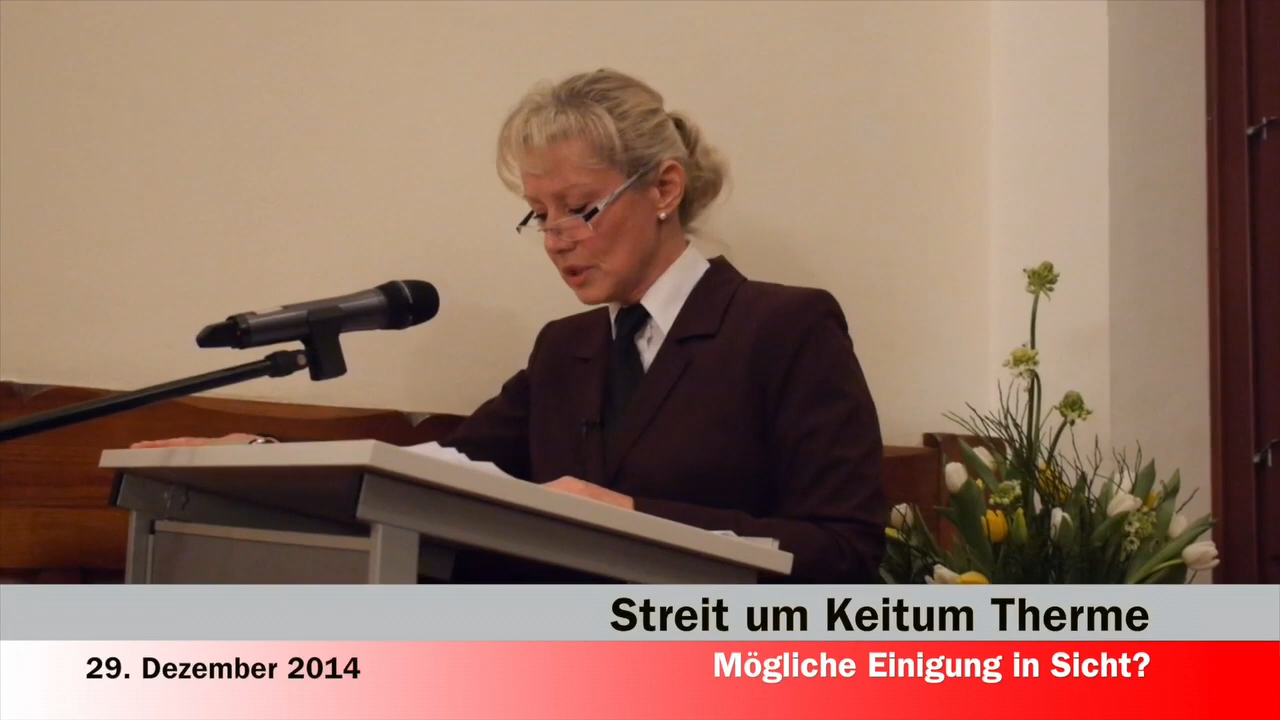 Streit um Keitum Therme
29. Dezember 2014
Mögliche Einigung in Sicht?